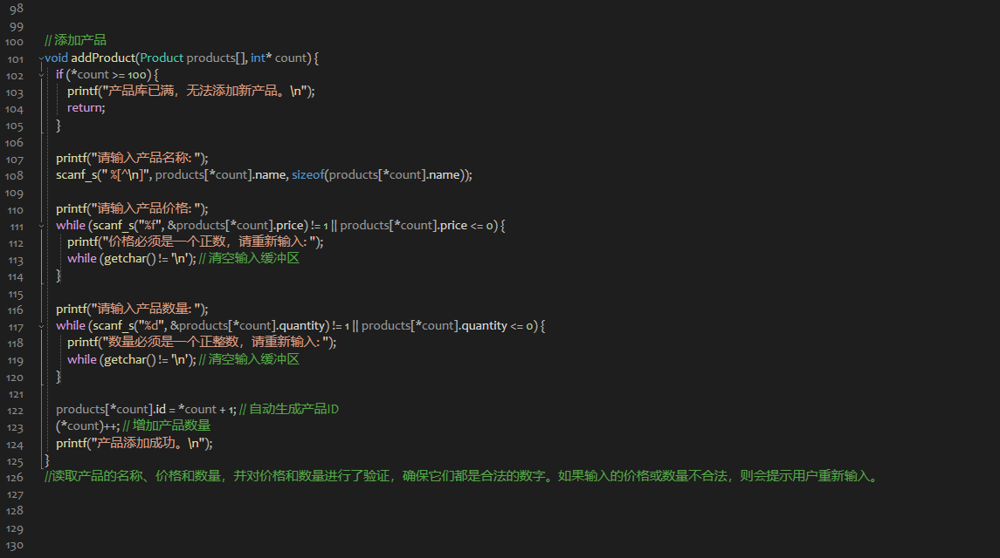 98
99
100 // 添加产品
101 void addProduct(Product products[], int* count) {
102 if (*count >= 100) {
103 printf("产品库已满，无法添加新产品。\n");
104 return;
105 }
106
107 printf("请输入产品名称: ");
108 scanf_s(" %[^\n]", products[*count].name, sizeof(products[*count].name));
109
110 printf("请输入产品价格: ");
111 while (scanf_s("%f", &products[*count].price) != 1 || products[*count].price <= 0) {
112 printf("价格必须是一个正数，请重新输入: ");
113 while (getchar() != '\n'); // 清空输入缓冲区
114 }
115
116 printf("请输入产品数量: ");
117 while (scanf_s("%d", &products[*count].quantity) != 1 || products[*count].quantity <= 0) {
118 printf("数量必须是一个正整数，请重新输入: ");
119 while (getchar() != '\n'); // 清空输入缓冲区
120 }
121
122 products[*count].id = *count + 1; // 自动生成产品ID
123 (*count)++; // 增加产品数量
124 printf("产品添加成功。\n");
125 }
126 //读取产品的名称、价格和数量，并对价格和数量进行了验证，确保它们都是合法的数字。如果输入的价格或数量不合法，则会提示用户重新输入。
127
128
129
130